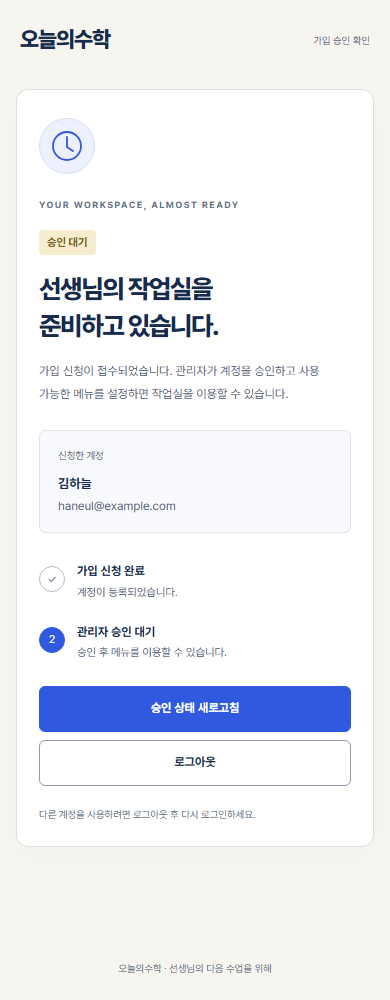 오늘의수학
가입 승인 확인
YOUR WORKSPACE, ALMOST READY
승인 대기
선생님의 작업실을
준비하고 있습니다.
가입 신청이 접수되었습니다. 관리자가 계정을 승인하고 사용
가능한 메뉴를 설정하면 작업실을 이용할 수 있습니다.
신청한 계정
김하늘
haneul@example.com
가입 신청 완료
계정이 등록되었습니다.
2
관리자 승인 대기
승인 후 메뉴를 이용할 수 있습니다.
승인 상태 새로고침
로그아웃
다른 계정을 사용하려면 로그아웃 후 다시 로그인하세요.
오늘의수학 · 선생님의 다음 수업을 위해